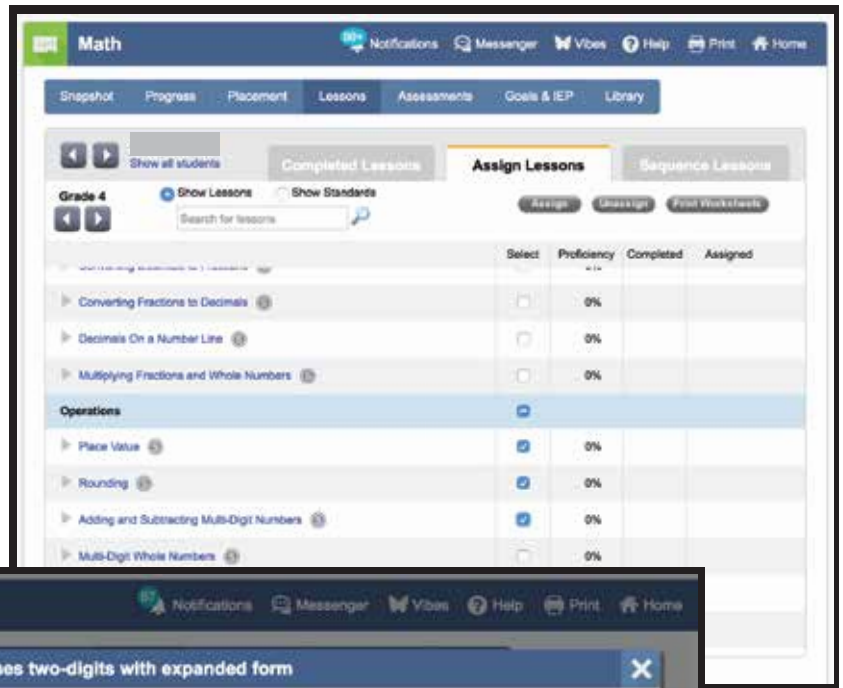 Math 99+ Notifications Messenger Vibes Help Print Home
Snapshot Progress Placement Lessons Assessments Goals & IEP Library
Show all students Completed Lessons Assign Lessons Sequence Lessons
Grade 4 Show Lessons Show Standards
Search for lessons Assign Unassign Print Worksheets
Select Proficiency Completed Assigned
Converting Fractions to Decimals 0%
Decimals On a Number Line 0%
Multiplying Fractions and Whole Numbers 0%
Operations
Place Value 0%
Rounding 0%
Adding and Subtracting Multi-Digit Numbers 0%
Multi-Digit Whole Numbers 0%
Notifications Messenger Vibes Help Print Home
two-digits with expanded form